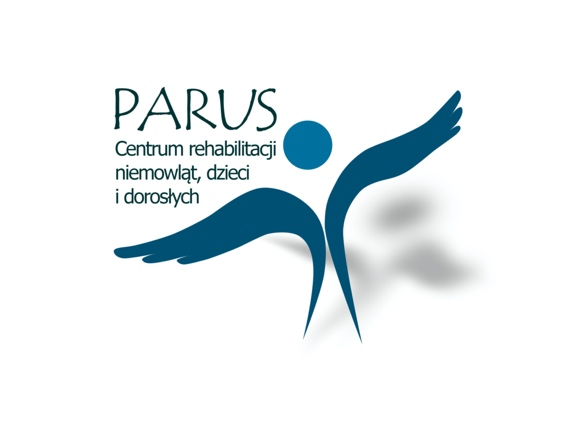 PARUS
Centrum rehabilitacji
niemowląt, dzieci
i dorosłych